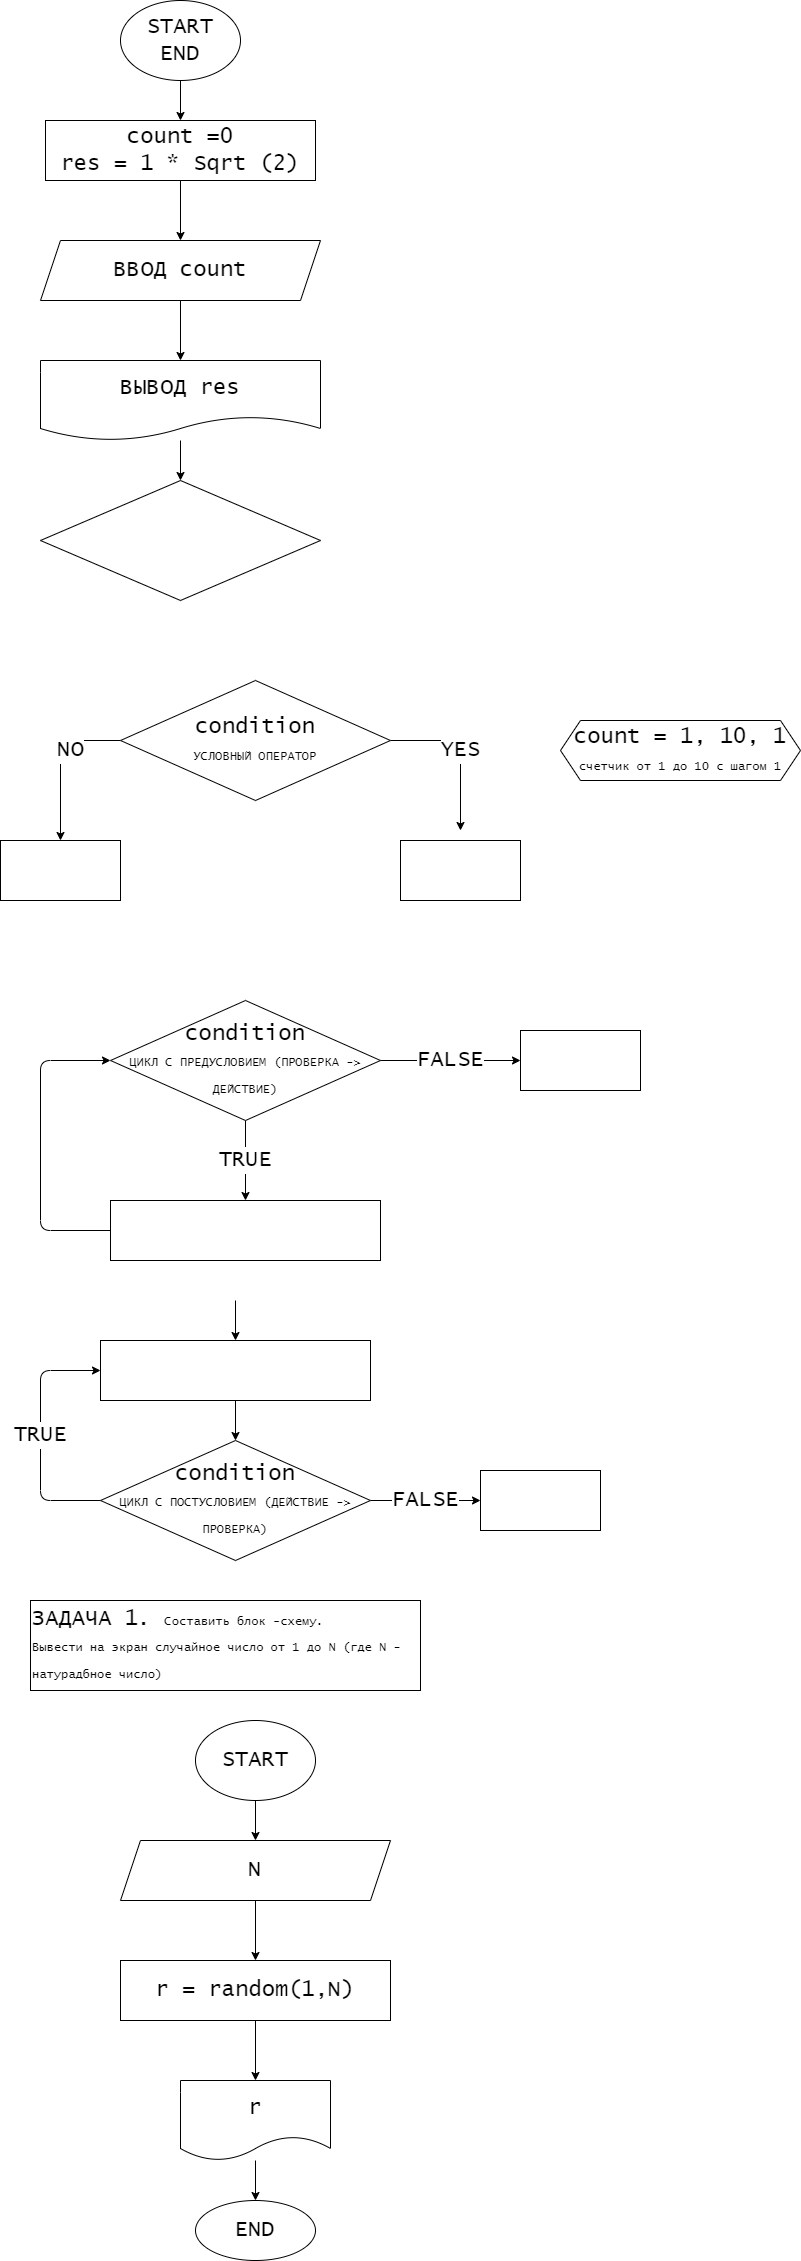 START
END
count =0
res = 1 * Sqrt (2)
ВВОД count
ВЫВОД res
condition
УСЛОВНЫЙ ОПЕРАТОР
NO
YES
count = 1, 10, 1
счетчик от 1 до 10 с шагом 1
condition
ЦИКЛ С ПРЕДУСЛОВИЕМ (ПРОВЕРКА ->
ДЕЙСТВИЕ)
FALSE
TRUE
TRUE
condition
ЦИКЛ С ПОСТУСЛОВИЕМ (ДЕЙСТВИЕ ->
ПРОВЕРКА)
FALSE
ЗАДАЧА 1. Составить блок -схему.
Вывести на экран случайное число от 1 до N (где N -
натурадбное число)
START
N
r = random(1,N)
r
END